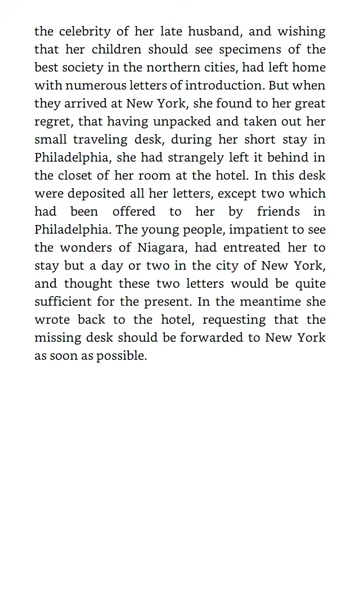 the celebrity of her late husband, and wishing
that her children should see specimens of the
best society in the northern cities, had left home
with numerous letters of introduction. But when
they arrived at New York, she found to her great
regret, that having unpacked and taken out her
small traveling desk, during her short stay in
Philadelphia, she had strangely left it behind in
the closet of her room at the hotel. In this desk
were deposited all her letters, except two which
had been offered to her by friends in
Philadelphia. The young people, impatient to see
the wonders of Niagara, had entreated her to
stay but a day or two in the city of New York,
and thought these two letters would be quite
sufficient for the present. In the meantime she
wrote back to the hotel, requesting that the
missing desk should be forwarded to New York
as soon as possible.